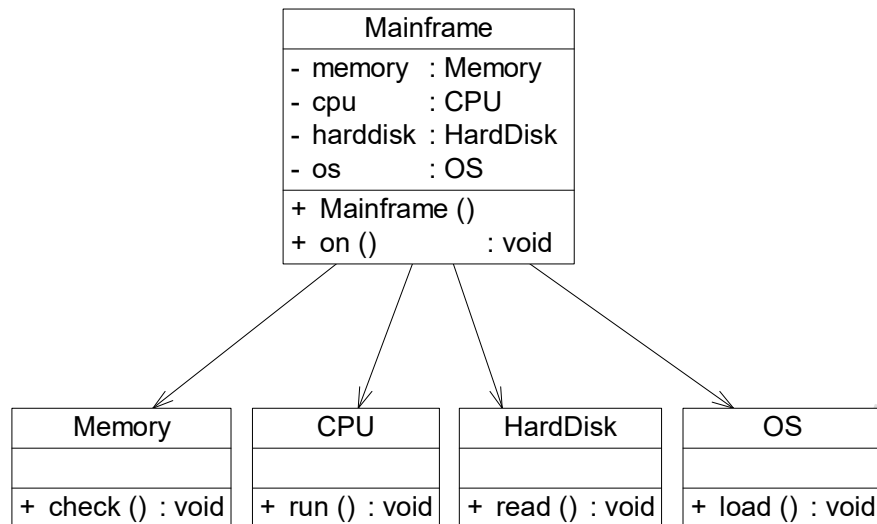 Mainframe
- memory : Memory
- cpu : CPU
- harddisk : HardDisk
- os : OS
+ Mainframe ()
+ on () : void
Memory
+ check () : void
CPU
+ run () : void
HardDisk
+ read () : void
OS
+ load () : void